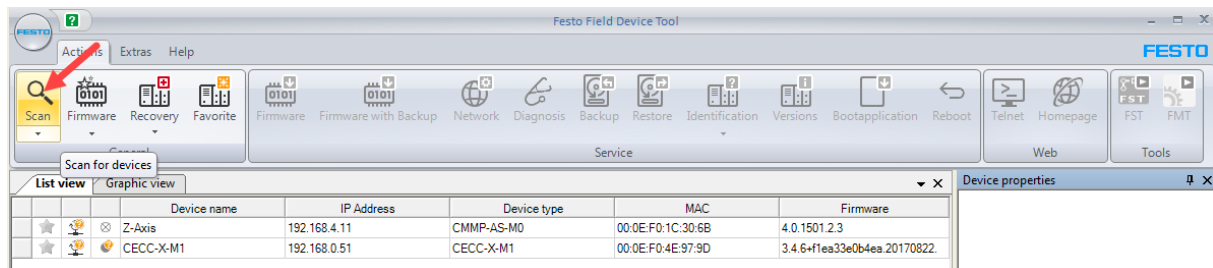 Festo Field Device Tool
FESTO
Actions Extras Help
FESTO
Scan Firmware Recovery Favorite
Firmware Firmware with Backup Network Diagnosis Backup Restore Identification Versions Bootapplication Reboot
Telnet Homepage
FST FMT
Service Web Tools
Scan for devices
List view Graphic view
Device properties
Device name IP Address Device type MAC Firmware
Z-Axis 192.168.4.11 CMMP-AS-M0 00:0E:F0:1C:30:6B 4.0.1501.2.3
CECC-X-M1 192.168.0.51 CECC-X-M1 00:0E:F0:4E:97:9D 3.4.6+f1ea33e0b4ea.20170822.